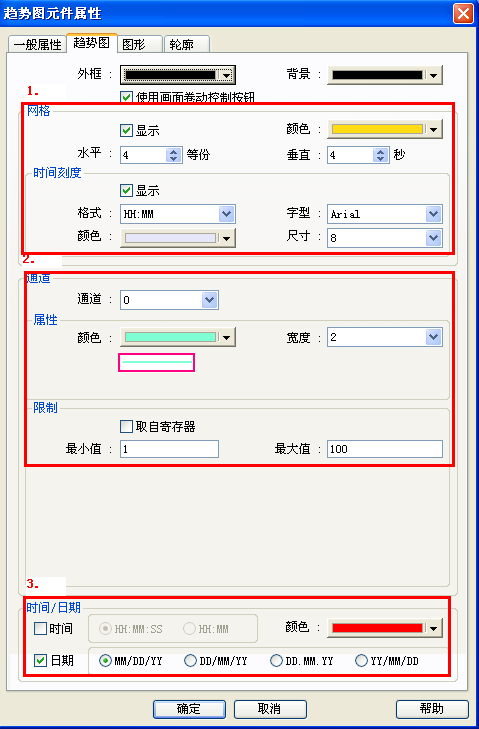 趋势图元件属性
一般属性 趋势图 图形 轮廓
外框 : 背景 :
使用画面卷动控制按钮
1.
网格
显示 颜色 :
水平 : 4 等份 垂直 : 4 秒
时间刻度
显示
格式 : HH:MM 字型 : Arial
颜色 : 尺寸 : 8
2.
通道
通道 : 0
属性
颜色 : 宽度 : 2
限制
取自寄存器
最小值 : 1 最大值 : 100
3.
时间/日期
时间 HH:MM:SS HH:MM 颜色 :
日期 MM/DD/YY DD/MM/YY DD.MM.YY YY/MM/DD
确定 取消 帮助